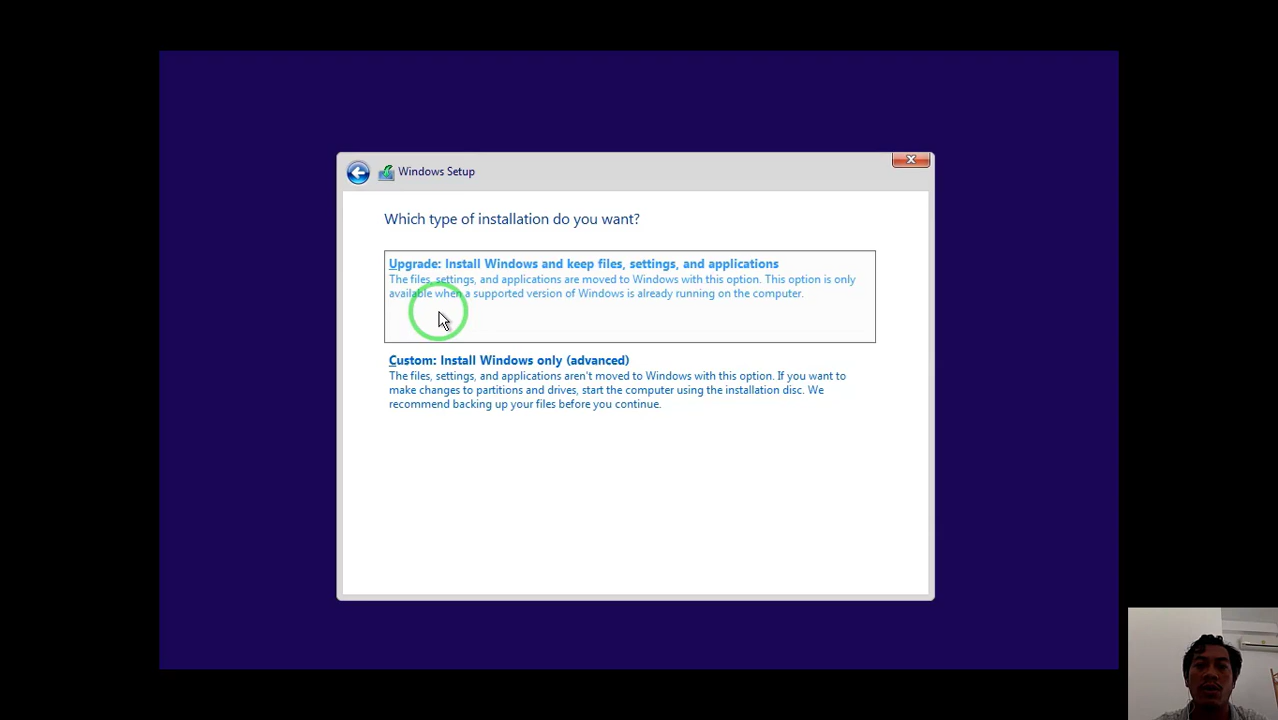 Windows Setup
Which type of installation do you want?
Upgrade: Install Windows and keep files, settings, and applications
The files, settings, and applications are moved to Windows with this option. This option is only
available when a supported version of Windows is already running on the computer.
Custom: Install Windows only (advanced)
The files, settings, and applications aren't moved to Windows with this option. If you want to
make changes to partitions and drives, start the computer using the installation disc. We
recommend backing up your files before you continue.